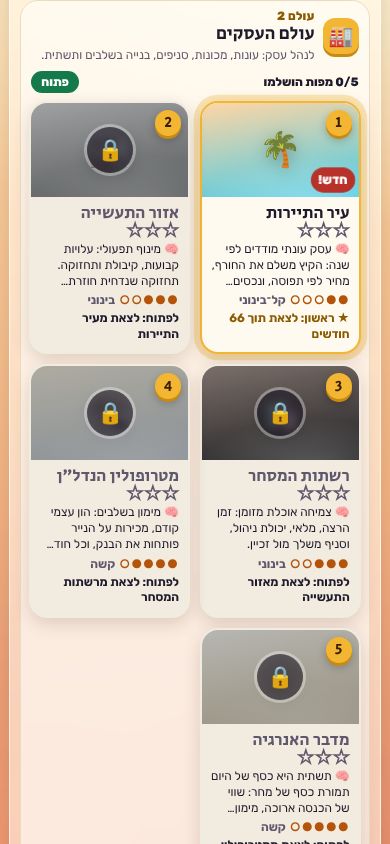 עולם 2
עולם העסקים
לנהל עסק: עונות, מכונות, סניפים, בנייה בשלבים ותשתית.
0/5 מפות הושלמו
פתוח
1
חדש!
עיר התיירות
☆☆☆
🧠 עסק עונתי מודדים לפי
שנה: הקיץ משלם את החורף,
מחיר לפי תפוסה, ונכסים...
קל־בינוני
★ ראשון: לצאת תוך 66
חודשים
2
אזור התעשייה
☆☆☆
🧠 מינוף תפעולי: עלויות
קבועות, קיבולת ותחזוקה.
תחזוקה שנדחית חוזרת...
בינוני
לפתוח: לצאת מעיר
התיירות
3
רשתות המסחר
☆☆☆
🧠 צמיחה אוכלת מזומן: זמן
הרצה, מלאי, יכולת ניהול,
וסניף משלך מול זכיין.
בינוני
לפתוח: לצאת מאזור
התעשייה
4
מטרופולין הנדל״ן
☆☆☆
🧠 מימון בשלבים: הון עצמי
קודם, מכירות על הנייר
פותחות את הבנק, וכל חוד...
קשה
לפתוח: לצאת מרשתות
המסחר
5
מדבר האנרגיה
☆☆☆
🧠 תשתית היא כסף של היום
תמורת כסף של מחר: שווי
של הכנסה ארוכה, מימון...
קשה